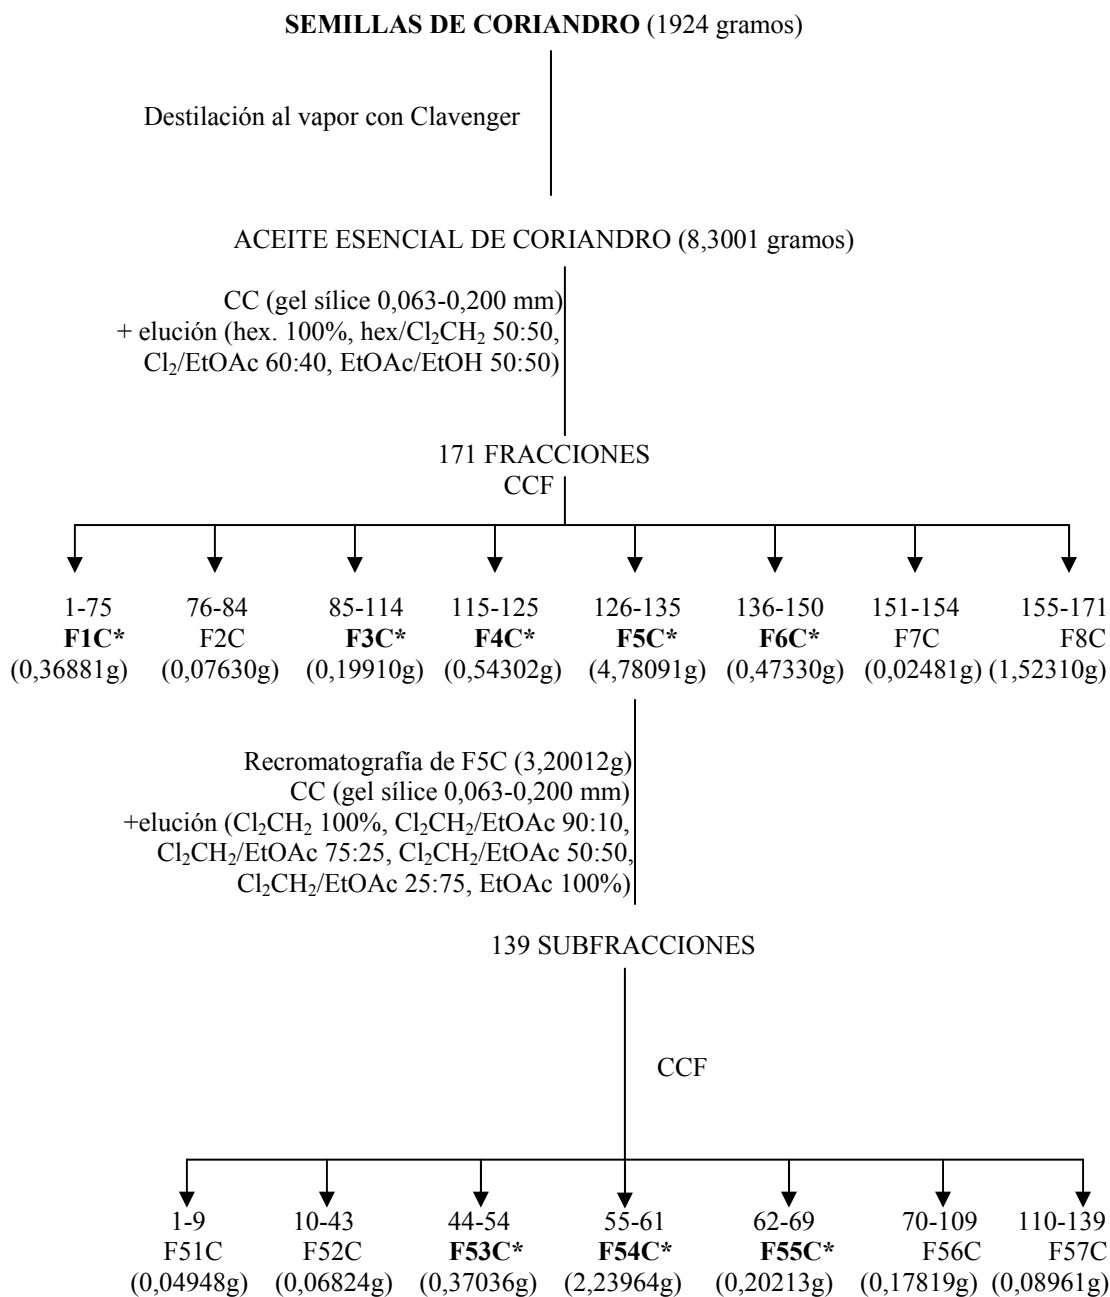 SEMILLAS DE CORIANDRO (1924 gramos)
Destilación al vapor con Clavenger
ACEITE ESENCIAL DE CORIANDRO (8,3001 gramos)
CC (gel sílice 0,063-0,200 mm)
+ elución (hex. 100%, hex/Cl₂CH₂ 50:50,
Cl₂/EtOAc 60:40, EtOAc/EtOH 50:50)
171 FRACCIONES
CCF
1-75 76-84 85-114 115-125 126-135 136-150 151-154 155-171
F1C* F2C F3C* F4C* F5C* F6C* F7C F8C
(0,36881g) (0,07630g) (0,19910g) (0,54302g) (4,78091g) (0,47330g) (0,02481g) (1,52310g)
Recromatografía de F5C (3,20012g)
CC (gel sílice 0,063-0,200 mm)
+elución (Cl₂CH₂ 100%, Cl₂CH₂/EtOAc 90:10,
Cl₂CH₂/EtOAc 75:25, Cl₂CH₂/EtOAc 50:50,
Cl₂CH₂/EtOAc 25:75, EtOAc 100%)
139 SUBFRACCIONES
CCF
1-9 10-43 44-54 55-61 62-69 70-109 110-139
F51C F52C F53C* F54C* F55C* F56C F57C
(0,04948g) (0,06824g) (0,37036g) (2,23964g) (0,20213g) (0,17819g) (0,08961g)